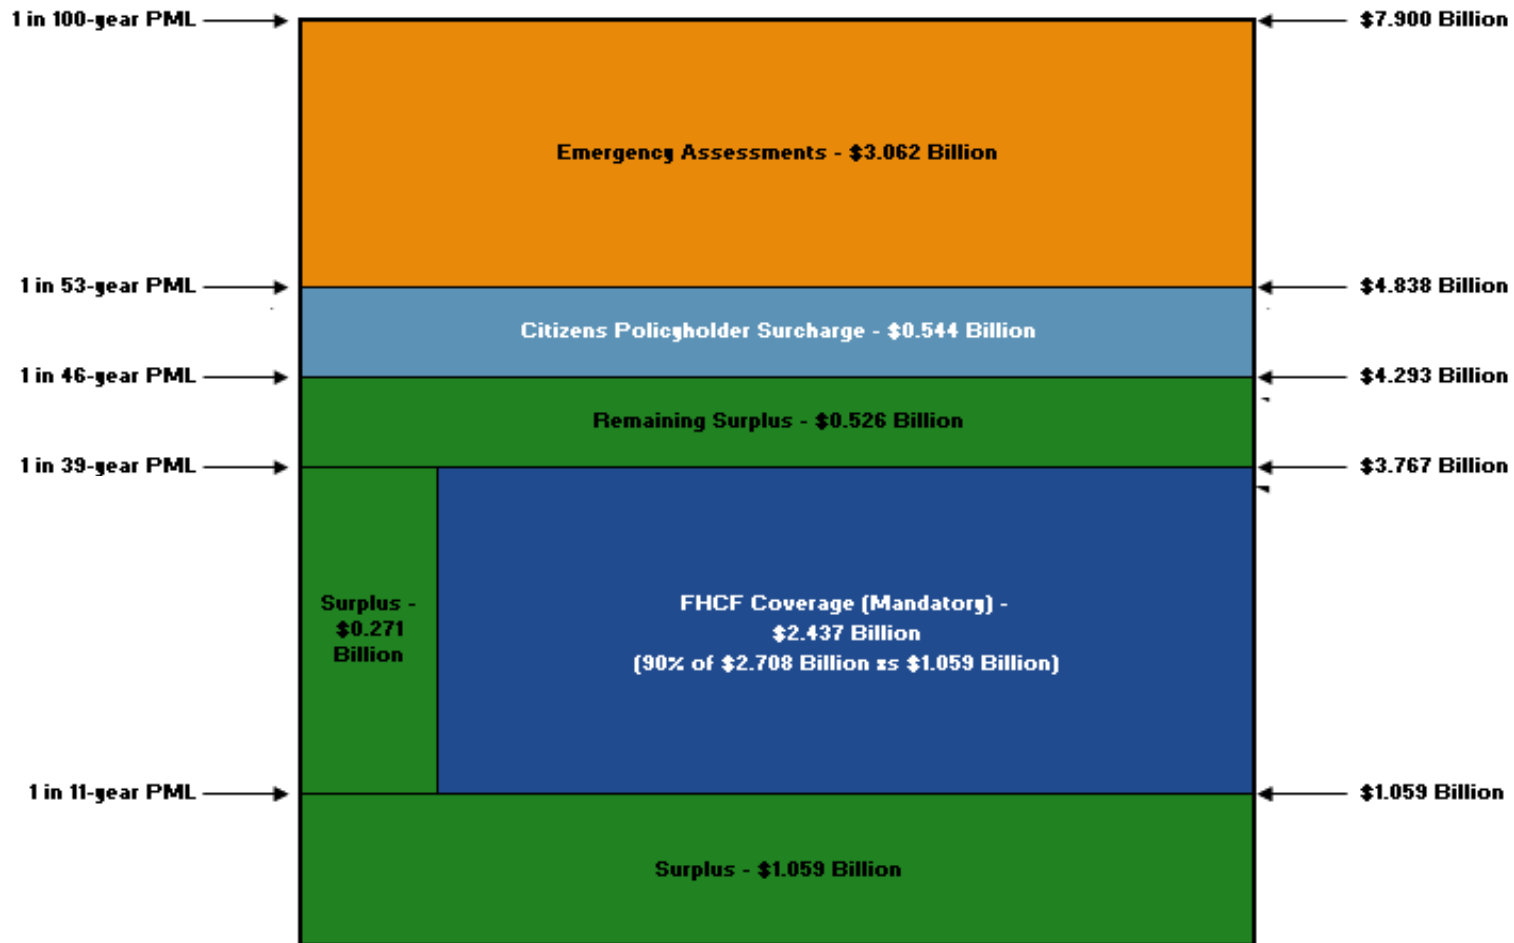 1 in 100-year PML
$7.900 Billion
Emergency Assessments - $3.062 Billion
1 in 53-year PML
$4.838 Billion
Citizens Policyholder Surcharge - $0.544 Billion
1 in 46-year PML
$4.293 Billion
Remaining Surplus - $0.526 Billion
1 in 39-year PML
$3.767 Billion
Surplus -
$0.271
Billion
FHCF Coverage (Mandatory) -
$2.437 Billion
(90% of $2.708 Billion xs $1.059 Billion)
1 in 11-year PML
$1.059 Billion
Surplus - $1.059 Billion